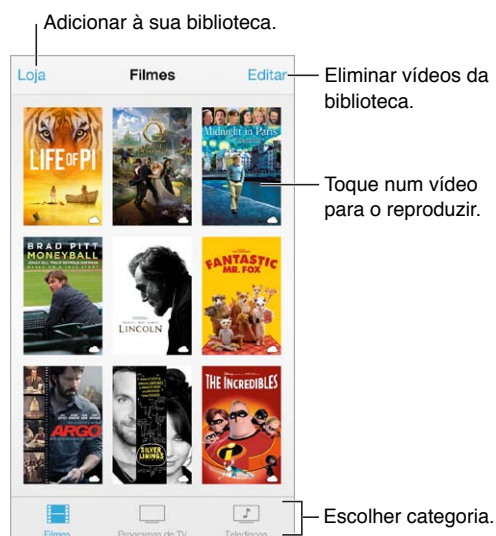 Adicionar à sua biblioteca.
Loja Filmes Editar
Eliminar vídeos da
biblioteca.
LIFE OF PI
Midnight in Paris
Toque num vídeo
para o reproduzir.
BRAD PITT
MONEYBALL
LINCOLN
FANTASTIC
MR. FOX
ARGO
SILVER
LININGS
THE INCREDIBLES
Escolher categoria.
Filmes Programas de TV Telediscos